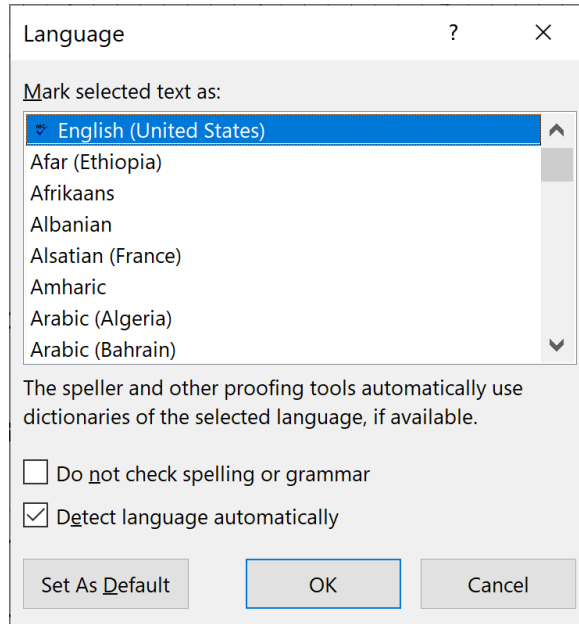 Language ?
Mark selected text as:
English (United States)
Afar (Ethiopia)
Afrikaans
Albanian
Alsatian (France)
Amharic
Arabic (Algeria)
Arabic (Bahrain)
The speller and other proofing tools automatically use
dictionaries of the selected language, if available.
Do not check spelling or grammar
Detect language automatically
Set As Default OK Cancel